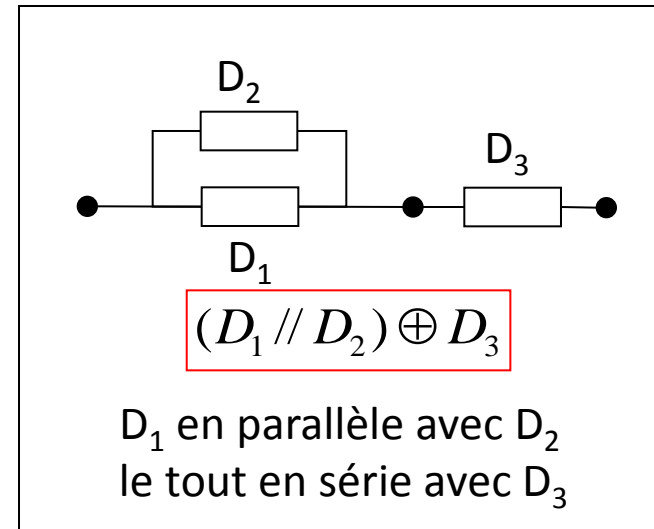 D₂
D₃
D₁
(D₁ // D₂) ⊕ D₃
D₁ en parallèle avec D₂
le tout en série avec D₃